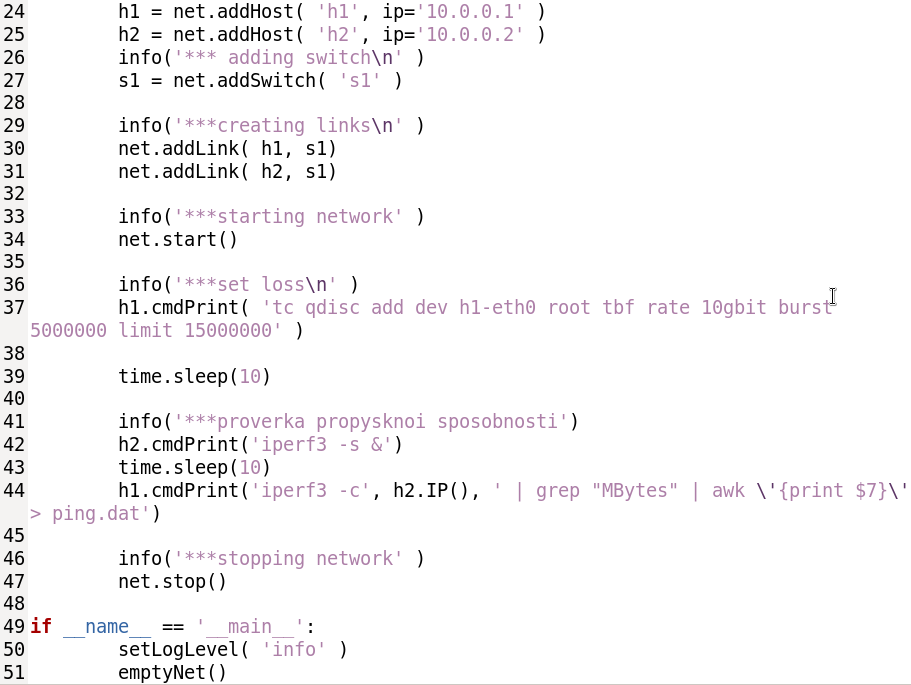 24        h1 = net.addHost( 'h1', ip='10.0.0.1' )
25        h2 = net.addHost( 'h2', ip='10.0.0.2' )
26        info('*** adding switch\n' )
27        s1 = net.addSwitch( 's1' )
28
29        info('***creating links\n' )
30        net.addLink( h1, s1)
31        net.addLink( h2, s1)
32
33        info('***starting network' )
34        net.start()
35
36        info('***set loss\n' )
37        h1.cmdPrint( 'tc qdisc add dev h1-eth0 root tbf rate 10gbit burst
5000000 limit 15000000' )
38
39        time.sleep(10)
40
41        info('***proverka propysknoi sposobnosti')
42        h2.cmdPrint('iperf3 -s &')
43        time.sleep(10)
44        h1.cmdPrint('iperf3 -c', h2.IP(), ' | grep "MBytes" | awk \'{print $7}\'
> ping.dat')
45
46        info('***stopping network' )
47        net.stop()
48
49 if __name__ == '__main__':
50        setLogLevel( 'info' )
51        emptyNet()